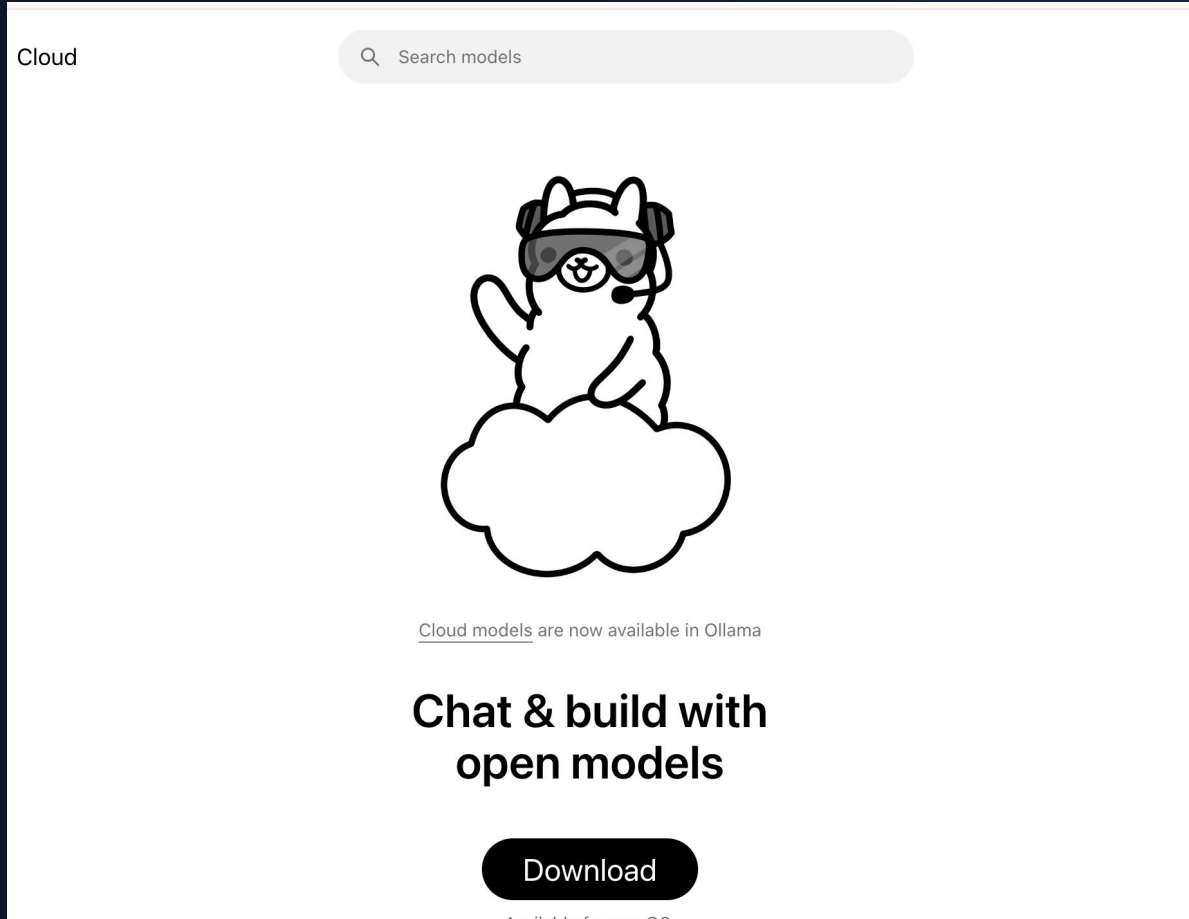 Cloud
Search models
Cloud models are now available in Ollama
Chat & build with
open models
Download